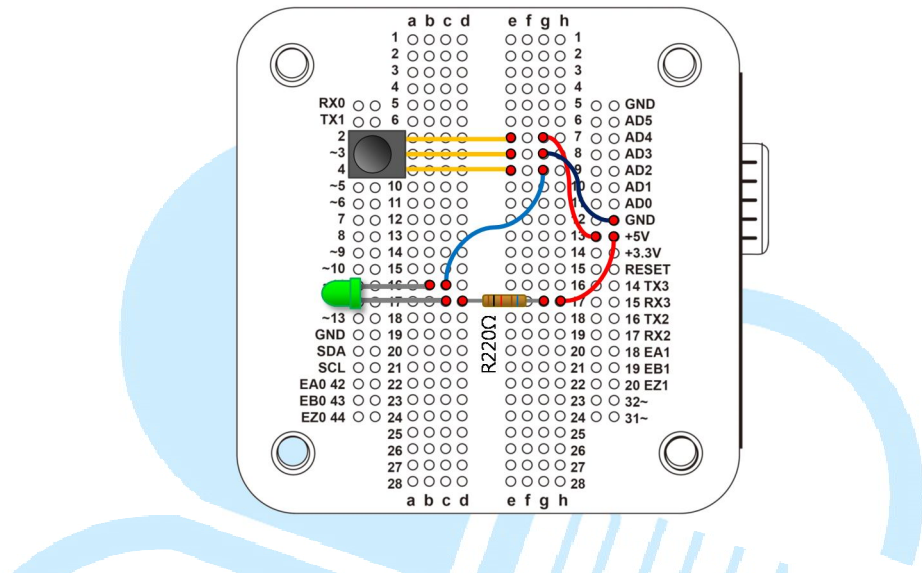 a b c d e f g h
1 1
2 2
3 3
4 4
RX0 5 5 GND
TX1 6 6 AD5
2 7 AD4
~3 8 AD3
4 9 AD2
~5 10 10 AD1
~6 11 11 AD0
7 12 2 GND
8 13 13 +5V
~9 14 14 +3.3V
~10 15 15 RESET
16 16 14 TX3
17 17 15 RX3
~13 18 18 16 TX2
GND 19 19 17 RX2
SDA 20 20 18 EA1
SCL 21 21 19 EB1
EA0 42 22 22 20 EZ1
EB0 43 23 23 32~
EZ0 44 24 24 31~
25 25
26 26
27 27
28 28
a b c d e f g h
R220Ω